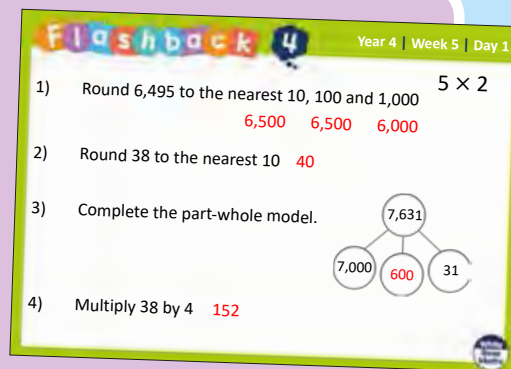 Flashback 4
Year 4 | Week 5 | Day 1
5 × 2
1) Round 6,495 to the nearest 10, 100 and 1,000
6,500 6,500 6,000
2) Round 38 to the nearest 10 40
3) Complete the part-whole model.
7,631
7,000 600 31
4) Multiply 38 by 4 152